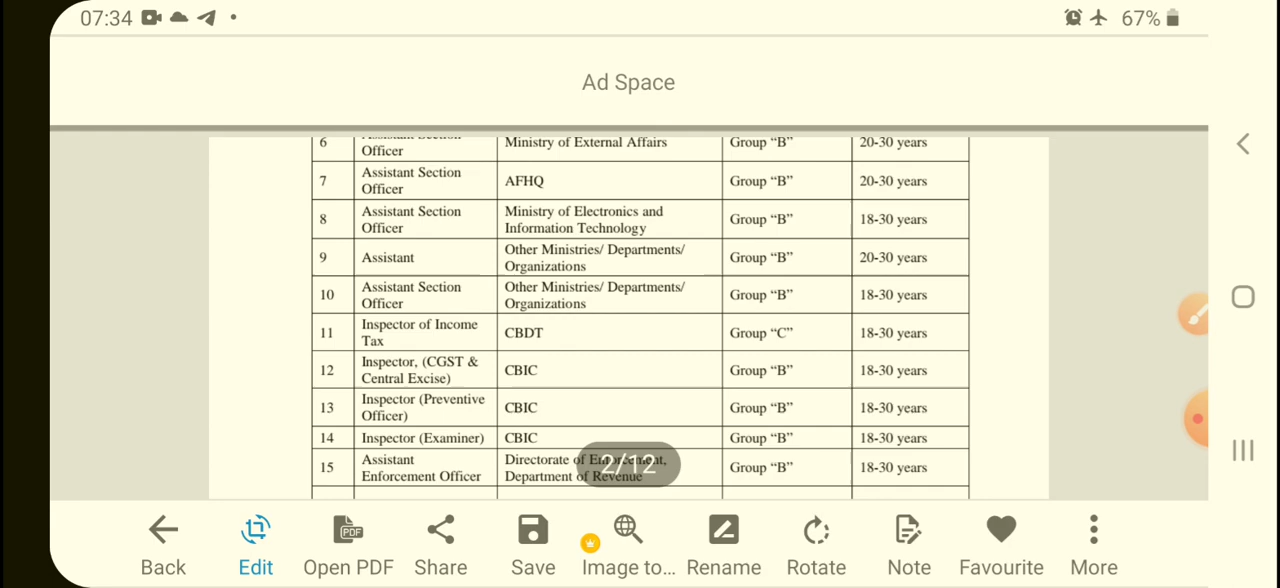 07:34
67%
Ad Space
6 Assistant Section Officer Ministry of External Affairs Group “B” 20-30 years
7 Assistant Section Officer AFHQ Group “B” 20-30 years
8 Assistant Section Officer Ministry of Electronics and Information Technology Group “B” 18-30 years
9 Assistant Other Ministries/ Departments/ Organizations Group “B” 20-30 years
10 Assistant Section Officer Other Ministries/ Departments/ Organizations Group “B” 18-30 years
11 Inspector of Income Tax CBDT Group “C” 18-30 years
12 Inspector, (CGST & Central Excise) CBIC Group “B” 18-30 years
13 Inspector (Preventive Officer) CBIC Group “B” 18-30 years
14 Inspector (Examiner) CBIC Group “B” 18-30 years
15 Assistant Enforcement Officer Directorate of Enforcement, Department of Revenue Group “B” 18-30 years
2/12
Back Edit Open PDF Share Save Image to... Rename Rotate Note Favourite More
PDF